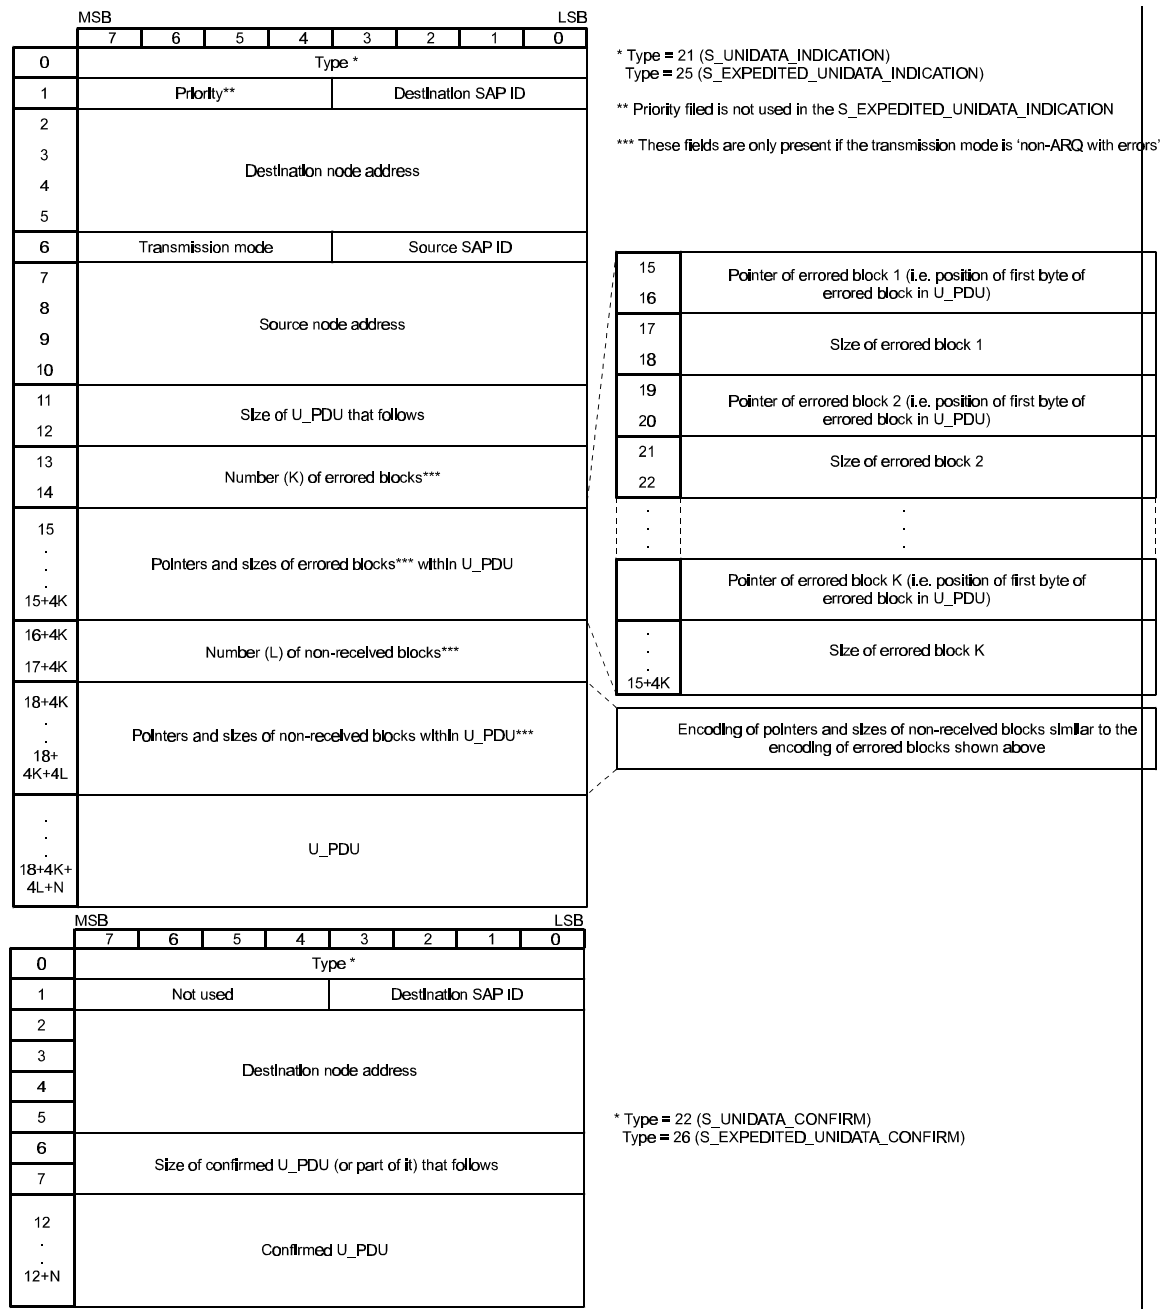 MSB LSB
7 6 5 4 3 2 1 0
0 Type *
1 Priority** Destination SAP ID
2
3
Destination node address
4
5
6 Transmission mode Source SAP ID
7
8
Source node address
9
10
11
Size of U_PDU that follows
12
13
Number (K) of errored blocks***
14
15
.
.
Pointers and sizes of errored blocks*** within U_PDU
.
15+4K
16+4K
Number (L) of non-received blocks***
17+4K
18+4K
.
Pointers and sizes of non-received blocks within U_PDU***
.
18+
4K+4L
.
.
U_PDU
.
18+4K+
4L+N
* Type = 21 (S_UNIDATA_INDICATION)
Type = 25 (S_EXPEDITED_UNIDATA_INDICATION)
** Priority filed is not used in the S_EXPEDITED_UNIDATA_INDICATION
*** These fields are only present if the transmission mode is ‘non-ARQ with errors’
15
Pointer of errored block 1 (i.e. position of first byte of
16
errored block in U_PDU)
17
Size of errored block 1
18
19
Pointer of errored block 2 (i.e. position of first byte of
20
errored block in U_PDU)
21
Size of errored block 2
22
. .
. .
. .
Pointer of errored block K (i.e. position of first byte of
errored block in U_PDU)
.
Size of errored block K
.
.
15+4K
Encoding of pointers and sizes of non-received blocks similar to the
encoding of errored blocks shown above
MSB LSB
7 6 5 4 3 2 1 0
0 Type *
1 Not used Destination SAP ID
2
3
Destination node address
4
5
6
Size of confirmed U_PDU (or part of it) that follows
7
12
.
Confirmed U_PDU
.
12+N
* Type = 22 (S_UNIDATA_CONFIRM)
Type = 26 (S_EXPEDITED_UNIDATA_CONFIRM)